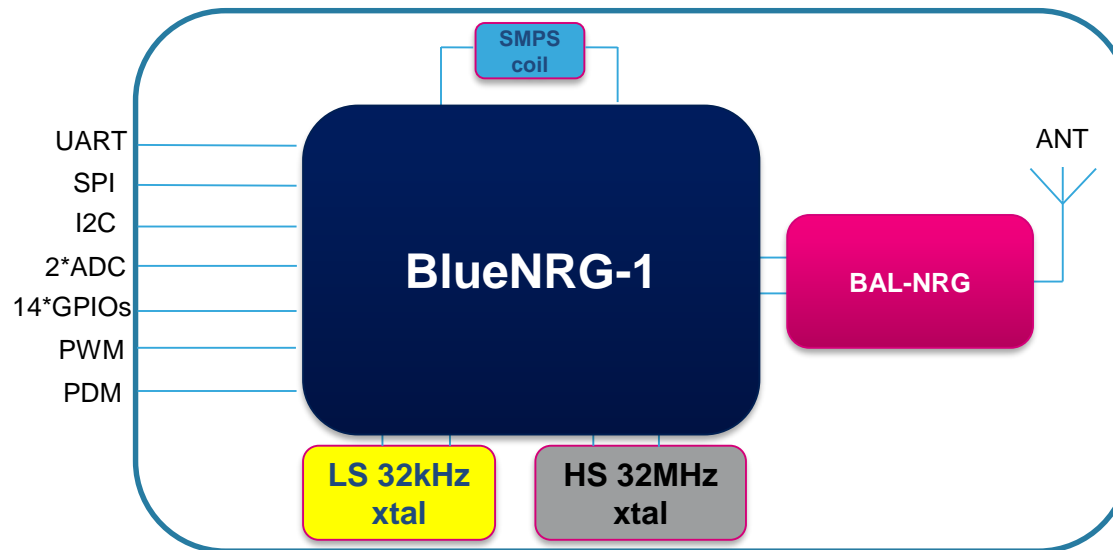 SMPS
coil
UART
SPI
I2C
2*ADC
14*GPIOs
PWM
PDM
BlueNRG-1
BAL-NRG
ANT
LS 32kHz
xtal
HS 32MHz
xtal